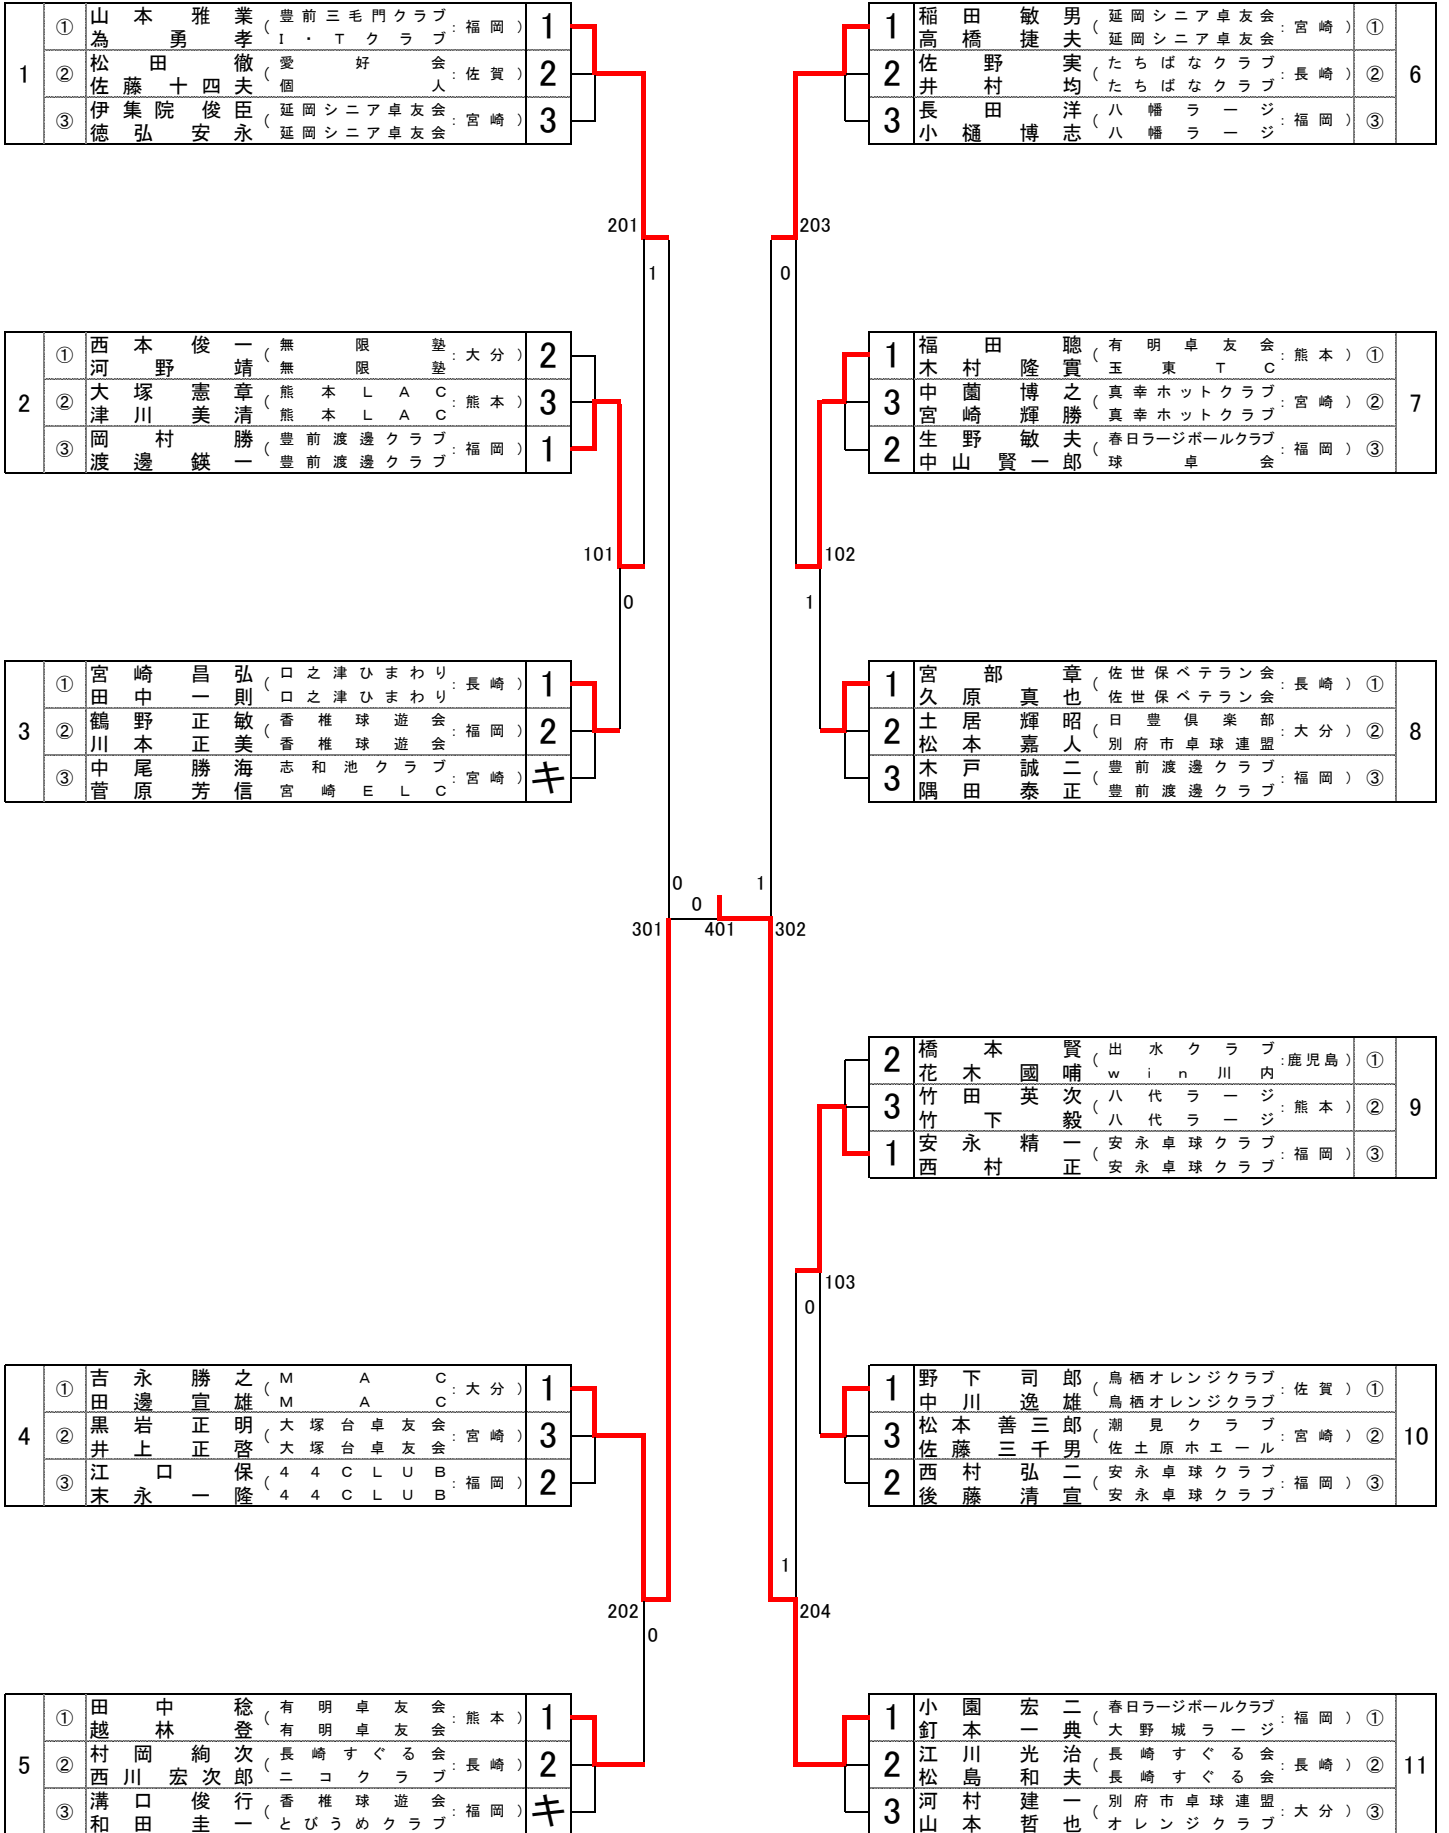 1
① 山本雅業 (豊前三毛門クラブ : 福岡) 1
為勇孝 I・Tクラブ
② 松田徹 (愛好会 : 佐賀) 2
佐藤十四夫 個人
③ 伊集院俊臣 (延岡シニア卓友会 : 宮崎) 3
徳弘安永 延岡シニア卓友会
201
1
2
① 西本俊一 (無限塾 : 大分) 2
河野靖 無限塾
② 大塚憲章 (熊本LAC : 熊本) 3
津川美清 熊本LAC
③ 岡村勝 (豊前渡邊クラブ : 福岡) 1
渡邊鍈一 豊前渡邊クラブ
101
0
3
① 宮崎昌弘 (口之津ひまわり : 長崎) 1
田中一則 口之津ひまわり
② 鶴野正敏 (香椎球遊会 : 福岡) 2
川本正美 香椎球遊会
③ 中尾勝海 (志和池クラブ : 宮崎) キ
菅原芳信 宮崎ELC
0
301
4
① 吉永勝之 (MAC : 大分) 1
田邊宣雄 MAC
② 黒岩正明 (大塚台卓友会 : 宮崎) 3
井上正啓 大塚台卓友会
③ 江口保 (44CLUB : 福岡) 2
末永一隆 44CLUB
202
0
5
① 田中稔 (有明卓友会 : 熊本) 1
越林登 有明卓友会
② 村岡絢次 (長崎すぐる会 : 長崎) 2
西川宏次郎 ニコクラブ
③ 溝口俊行 (香椎球遊会 : 福岡) キ
和田圭一 とびうめクラブ
0
401
6
1 稲田敏男 (延岡シニア卓友会 : 宮崎) ①
高橋捷夫 延岡シニア卓友会
2 佐野実 (たちばなクラブ : 長崎) ②
井村均 たちばなクラブ
3 長田洋 (八幡ラージ : 福岡) ③
小樋博志 八幡ラージ
203
0
7
1 福田聰 (有明卓友会 : 熊本) ①
木村隆實 玉東TC
3 中薗博之 (真幸ホットクラブ : 宮崎) ②
宮崎輝勝 真幸ホットクラブ
2 生野敏夫 (春日ラージボールクラブ : 福岡) ③
中山賢一郎 球卓会
102
1
8
1 宮部章 (佐世保ベテラン会 : 長崎) ①
久原真也 佐世保ベテラン会
2 土居輝昭 (日豊倶楽部 : 大分) ②
松本嘉人 別府市卓球連盟
3 木戸誠二 (豊前渡邊クラブ : 福岡) ③
隅田泰正 豊前渡邊クラブ
1
302
9
2 橋本賢 (出水クラブ : 鹿児島) ①
花木國哺 win川内
3 竹田英次 (八代ラージ : 熊本) ②
竹下毅 八代ラージ
1 安永精一 (安永卓球クラブ : 福岡) ③
西村正 安永卓球クラブ
103
0
10
1 野下司郎 (鳥栖オレンジクラブ : 佐賀) ①
中川逸雄 鳥栖オレンジクラブ
3 松本善三郎 (潮見クラブ : 宮崎) ②
佐藤三千男 佐土原ホエール
2 西村弘二 (安永卓球クラブ : 福岡) ③
後藤清宣 安永卓球クラブ
1
204
11
1 小園宏二 (春日ラージボールクラブ : 福岡) ①
釘本一典 大野城ラージ
2 江川光治 (長崎すぐる会 : 長崎) ②
松島和夫 長崎すぐる会
3 河村建一 (別府市卓球連盟 : 大分) ③
山本哲也 オレンジクラブ